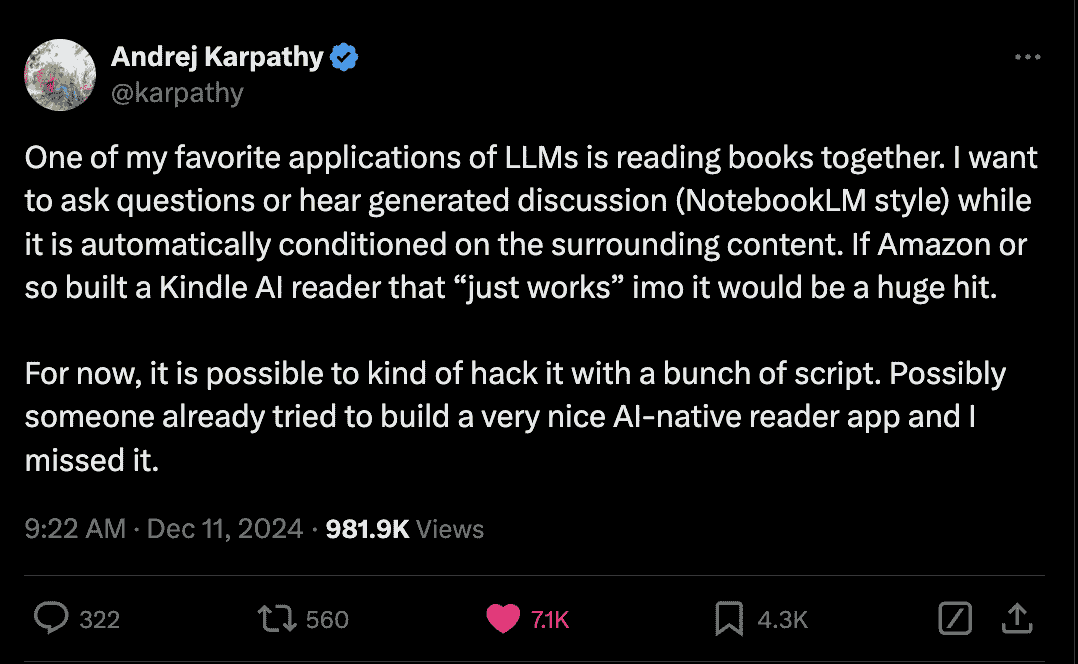 Andrej Karpathy
@karpathy
One of my favorite applications of LLMs is reading books together. I want
to ask questions or hear generated discussion (NotebookLM style) while
it is automatically conditioned on the surrounding content. If Amazon or
so built a Kindle AI reader that “just works” imo it would be a huge hit.
For now, it is possible to kind of hack it with a bunch of script. Possibly
someone already tried to build a very nice AI-native reader app and I
missed it.
9:22 AM · Dec 11, 2024 · 981.9K Views
322 560 7.1K 4.3K